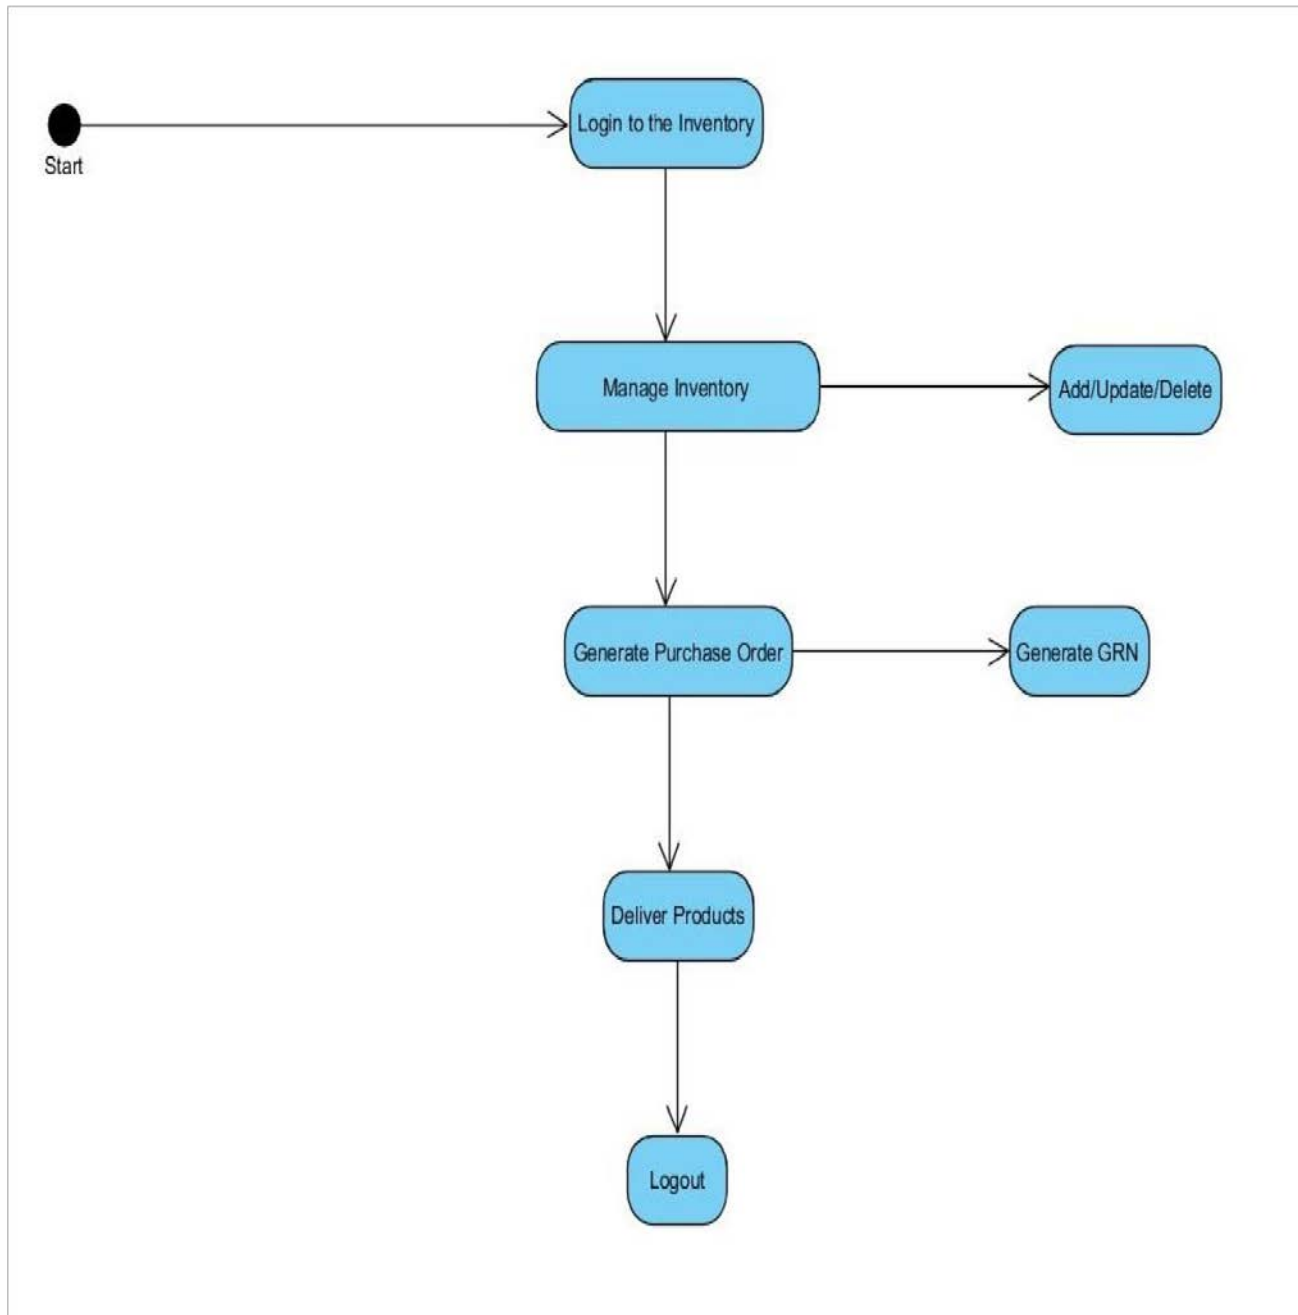 Login to the Inventory
Start
Manage Inventory
Add/Update/Delete
Generate Purchase Order
Generate GRN
Deliver Products
Logout